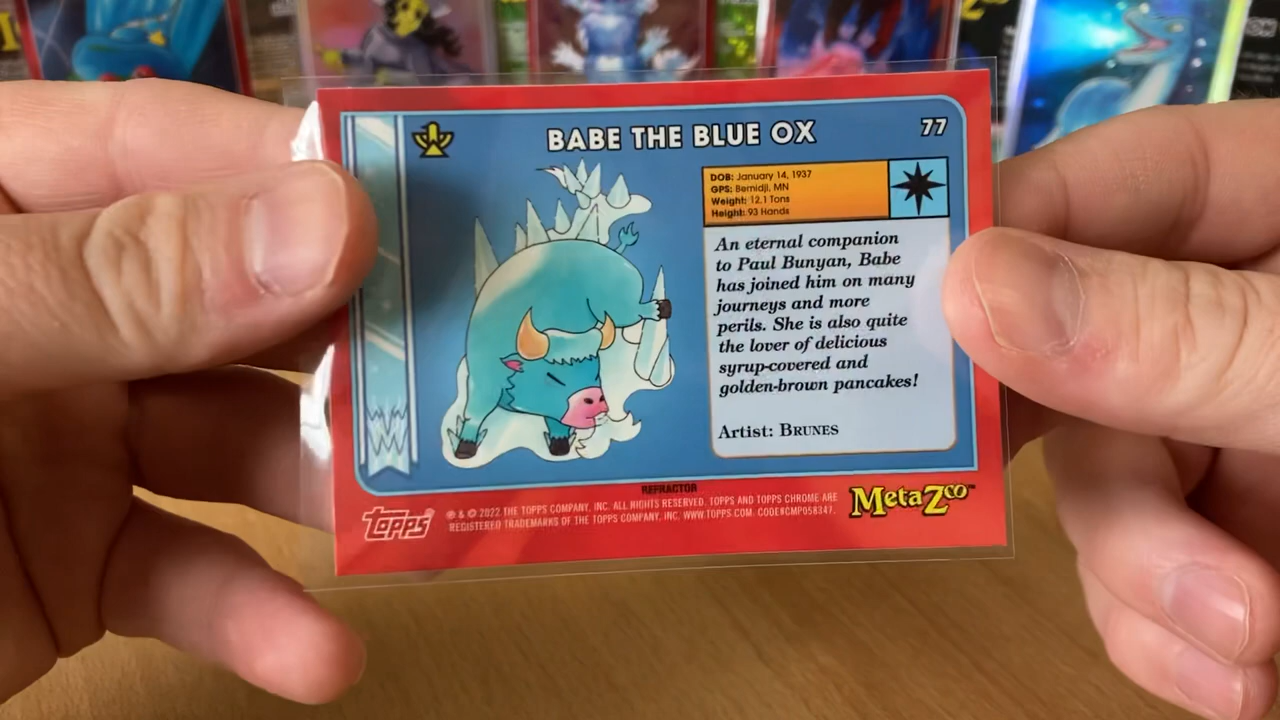 BABE THE BLUE OX
77
DOB: January 14, 1937
GPS: Bemidji, MN
Weight: 12.1 Tons
Height: 93 Hands
An eternal companion
to Paul Bunyan, Babe
has joined him on many
journeys and more
perils. She is also quite
the lover of delicious
syrup-covered and
golden-brown pancakes!
Artist: BRUNES
REFRACTOR
TOPPS
® & © 2022 THE TOPPS COMPANY, INC. ALL RIGHTS RESERVED. TOPPS AND TOPPS CHROME ARE
REGISTERED TRADEMARKS OF THE TOPPS COMPANY, INC. WWW.TOPPS.COM. CODE#CMP058347.
MetaZoo™